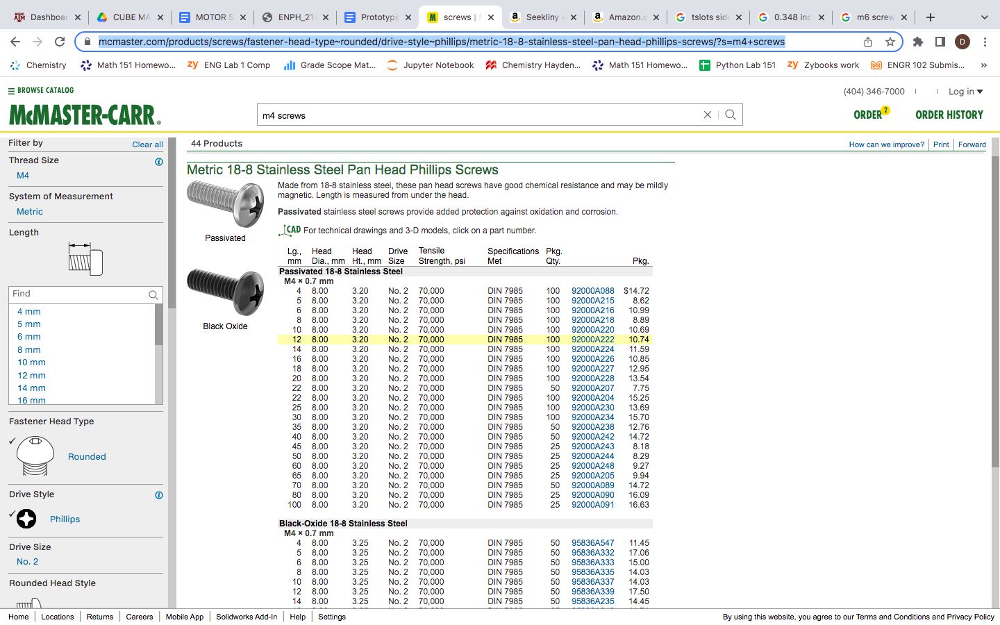 Dashboar
CUBE MA
MOTOR S
ENPH_217
Prototypin
screws | M
Seekliny 4
Amazon.c
tslots side
0.348 inc
m6 screw
mcmaster.com/products/screws/fastener-head-type~rounded/drive-style~phillips/metric-18-8-stainless-steel-pan-head-phillips-screws/?s=m4+screws
D
Chemistry
Math 151 Homewo...
ENG Lab 1 Comp
Grade Scope Mat...
Jupyter Notebook
Chemistry Hayden...
Math 151 Homewo...
Python Lab 151
Zybooks work
ENGR 102 Submis...
»
BROWSE CATALOG
(404) 346-7000
Log in
McMASTER-CARR®
m4 screws
ORDER 2
ORDER HISTORY
Filter by
Clear all
Thread Size
M4
System of Measurement
Metric
Length
Find
4 mm
5 mm
6 mm
8 mm
10 mm
12 mm
14 mm
16 mm
Fastener Head Type
Rounded
Drive Style
Phillips
Drive Size
No. 2
Rounded Head Style
44 Products
How can we improve? Print Forward
Metric 18-8 Stainless Steel Pan Head Phillips Screws
Passivated
Black Oxide
Made from 18-8 stainless steel, these pan head screws have good chemical resistance and may be mildly
magnetic. Length is measured from under the head.
Passivated stainless steel screws provide added protection against oxidation and corrosion.
CAD For technical drawings and 3-D models, click on a part number.
Lg., Head Head Drive Tensile Specifications Pkg.
mm Dia., mm Ht., mm Size Strength, psi Met Qty. Pkg.
Passivated 18-8 Stainless Steel
M4 × 0.7 mm
4 8.00 3.20 No. 2 70,000 DIN 7985 100 92000A088 $14.72
5 8.00 3.20 No. 2 70,000 DIN 7985 100 92000A215 8.62
6 8.00 3.20 No. 2 70,000 DIN 7985 100 92000A216 10.99
8 8.00 3.20 No. 2 70,000 DIN 7985 100 92000A218 8.89
10 8.00 3.20 No. 2 70,000 DIN 7985 100 92000A220 10.69
12 8.00 3.20 No. 2 70,000 DIN 7985 100 92000A222 10.74
14 8.00 3.20 No. 2 70,000 DIN 7985 100 92000A224 11.59
16 8.00 3.20 No. 2 70,000 DIN 7985 100 92000A226 10.85
18 8.00 3.20 No. 2 70,000 DIN 7985 100 92000A227 12.95
20 8.00 3.20 No. 2 70,000 DIN 7985 100 92000A228 13.54
22 8.00 3.20 No. 2 70,000 DIN 7985 50 92000A207 7.75
22 8.00 3.20 No. 2 70,000 DIN 7985 100 92000A204 15.25
25 8.00 3.20 No. 2 70,000 DIN 7985 100 92000A230 13.69
30 8.00 3.20 No. 2 70,000 DIN 7985 100 92000A234 15.70
35 8.00 3.20 No. 2 70,000 DIN 7985 50 92000A238 12.76
40 8.00 3.20 No. 2 70,000 DIN 7985 50 92000A242 14.72
45 8.00 3.20 No. 2 70,000 DIN 7985 25 92000A243 8.18
50 8.00 3.20 No. 2 70,000 DIN 7985 25 92000A244 8.29
60 8.00 3.20 No. 2 70,000 DIN 7985 25 92000A248 9.27
65 8.00 3.20 No. 2 70,000 DIN 7985 25 92000A205 9.94
70 8.00 3.20 No. 2 70,000 DIN 7985 50 92000A089 14.72
80 8.00 3.20 No. 2 70,000 DIN 7985 25 92000A090 16.09
100 8.00 3.20 No. 2 70,000 DIN 7985 25 92000A091 16.63
Black-Oxide 18-8 Stainless Steel
M4 × 0.7 mm
4 8.00 3.25 No. 2 70,000 DIN 7985 50 95836A547 11.45
5 8.00 3.25 No. 2 70,000 DIN 7985 50 95836A332 17.06
6 8.00 3.25 No. 2 70,000 DIN 7985 50 95836A333 15.00
8 8.00 3.25 No. 2 70,000 DIN 7985 50 95836A335 14.03
10 8.00 3.25 No. 2 70,000 DIN 7985 50 95836A337 14.03
12 8.00 3.25 No. 2 70,000 DIN 7985 50 95836A339 17.50
14 8.00 3.25 No. 2 70,000 DIN 7985 50 95836A235 14.45
Home Locations Returns Careers Mobile App Solidworks Add-In Help Settings
By using this website, you agree to our Terms and Conditions and Privacy Policy